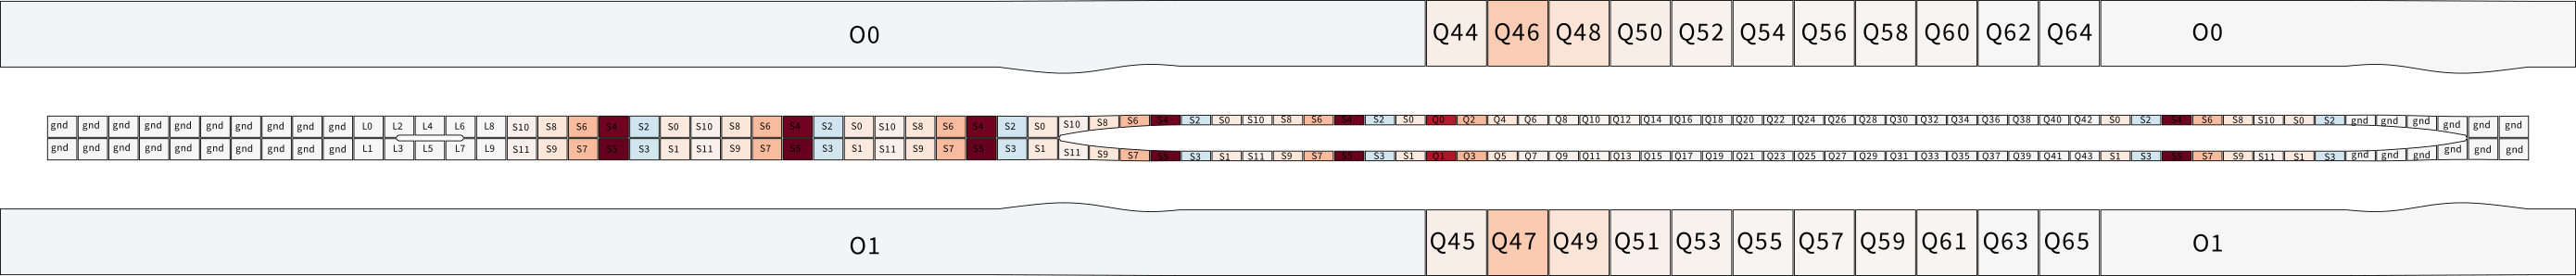 O0 Q44 Q46 Q48 Q50 Q52 Q54 Q56 Q58 Q60 Q62 Q64 O0
gnd gnd gnd gnd gnd gnd gnd gnd gnd gnd L0 L2 L4 L6 L8 S10 S8 S6 S4 S2 S0 S10 S8 S6 S4 S2 S0 S10 S8 S6 S4 S2 S0 S10 S8 S6 S4 S2 S0 S10 S8 S6 S4 S2 S0 Q0 Q2 Q4 Q6 Q8 Q10 Q12 Q14 Q16 Q18 Q20 Q22 Q24 Q26 Q28 Q30 Q32 Q34 Q36 Q38 Q40 Q42 S0 S2 S4 S6 S8 S10 S0 S2 gnd gnd gnd gnd gnd gnd
gnd gnd gnd gnd gnd gnd gnd gnd gnd gnd L1 L3 L5 L7 L9 S11 S9 S7 S5 S3 S1 S11 S9 S7 S5 S3 S1 S11 S9 S7 S5 S3 S1 S11 S9 S7 S5 S3 S1 S11 S9 S7 S5 S3 S1 Q1 Q3 Q5 Q7 Q9 Q11 Q13 Q15 Q17 Q19 Q21 Q23 Q25 Q27 Q29 Q31 Q33 Q35 Q37 Q39 Q41 Q43 S1 S3 S5 S7 S9 S11 S1 S3 gnd gnd gnd gnd gnd gnd
O1 Q45 Q47 Q49 Q51 Q53 Q55 Q57 Q59 Q61 Q63 Q65 O1